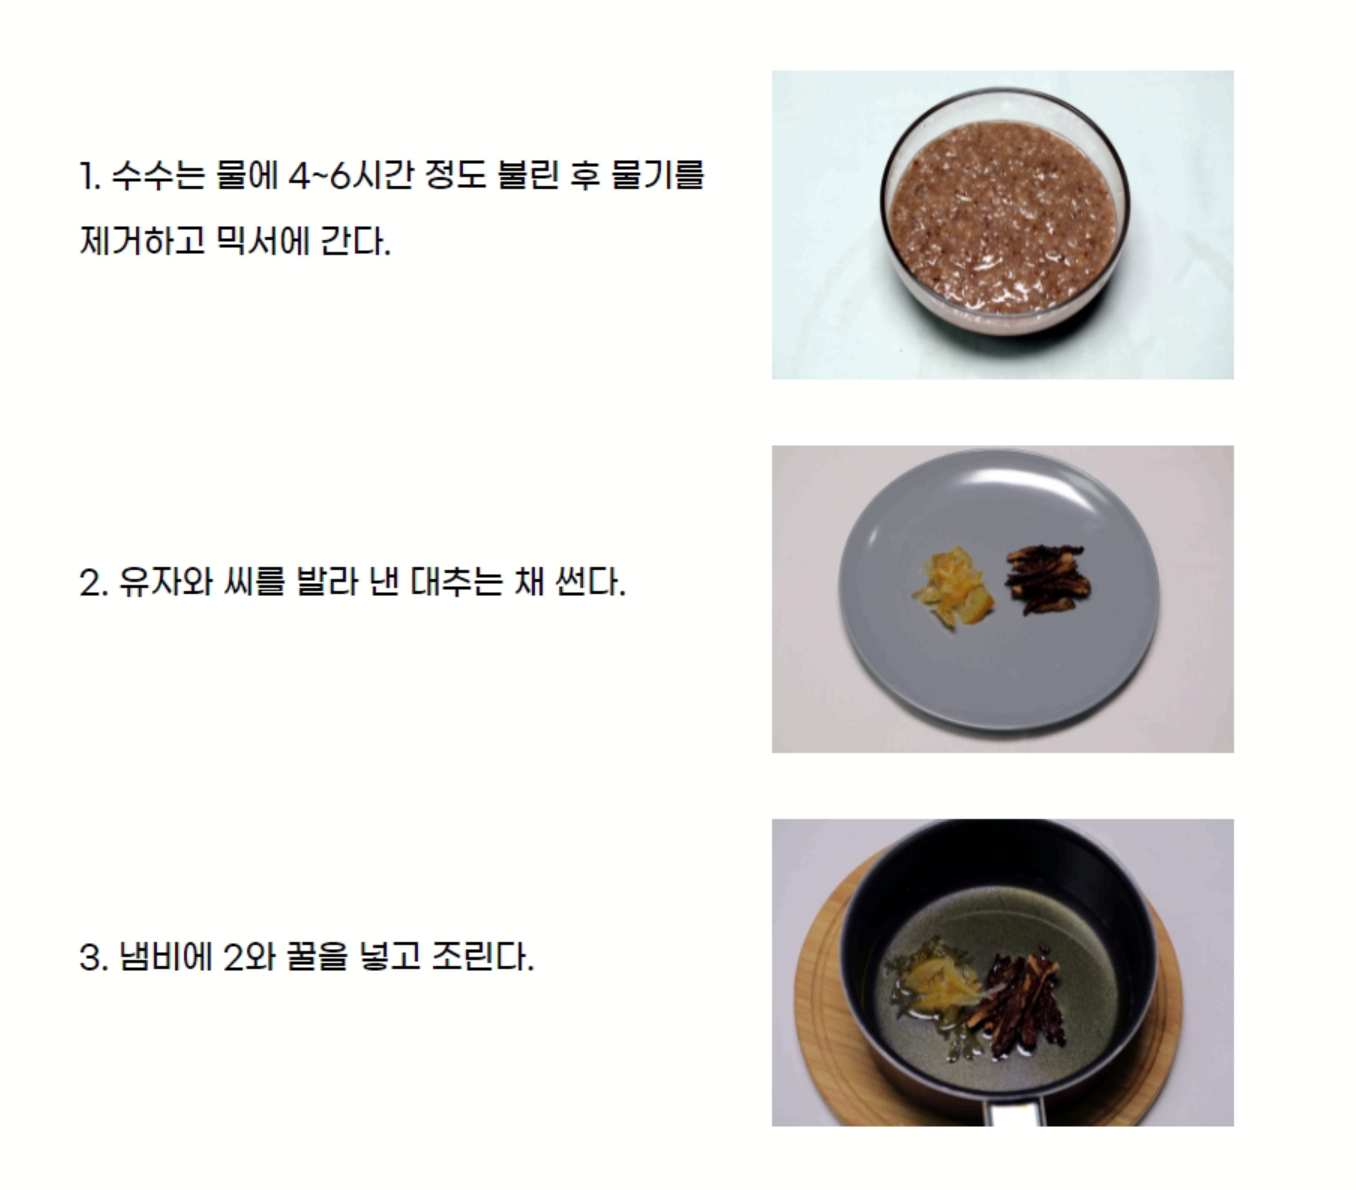 1. 수수는 물에 4~6시간 정도 불린 후 물기를
제거하고 믹서에 간다.
2. 유자와 씨를 발라 낸 대추는 채 썬다.
3. 냄비에 2와 꿀을 넣고 조린다.